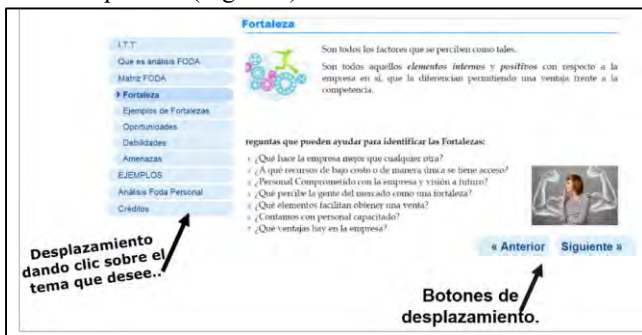 Fortaleza
I.T.T
Que es análisis FODA
Matriz FODA
Fortaleza
Ejemplos de Fortalezas
Oportunidades
Debilidades
Amenazas
EJEMPLOS
Análisis Foda Personal
Créditos
Son todos los factores que se perciben como tales.
Son todos aquellos elementos internos y positivos con respecto a la
empresa en sí, que la diferencian permitiendo una ventaja frente a la
competencia.
reguntas que pueden ayudar para identificar las Fortalezas:
¿Qué hace la empresa mejor que cualquier otra?
¿A qué recursos de bajo costo o de manera única se tiene acceso?
¿Personal Comprometido con la empresa y visión a futuro?
¿Qué percibe la gente del mercado como una fortaleza?
¿Qué elementos facilitan obtener una venta?
¿Contamos con personal capacitado?
¿Qué ventajas hay en la empresa?
« Anterior Siguiente »
Desplazamiento
dando clic sobre el
tema que desee..
Botones de
desplazamiento.